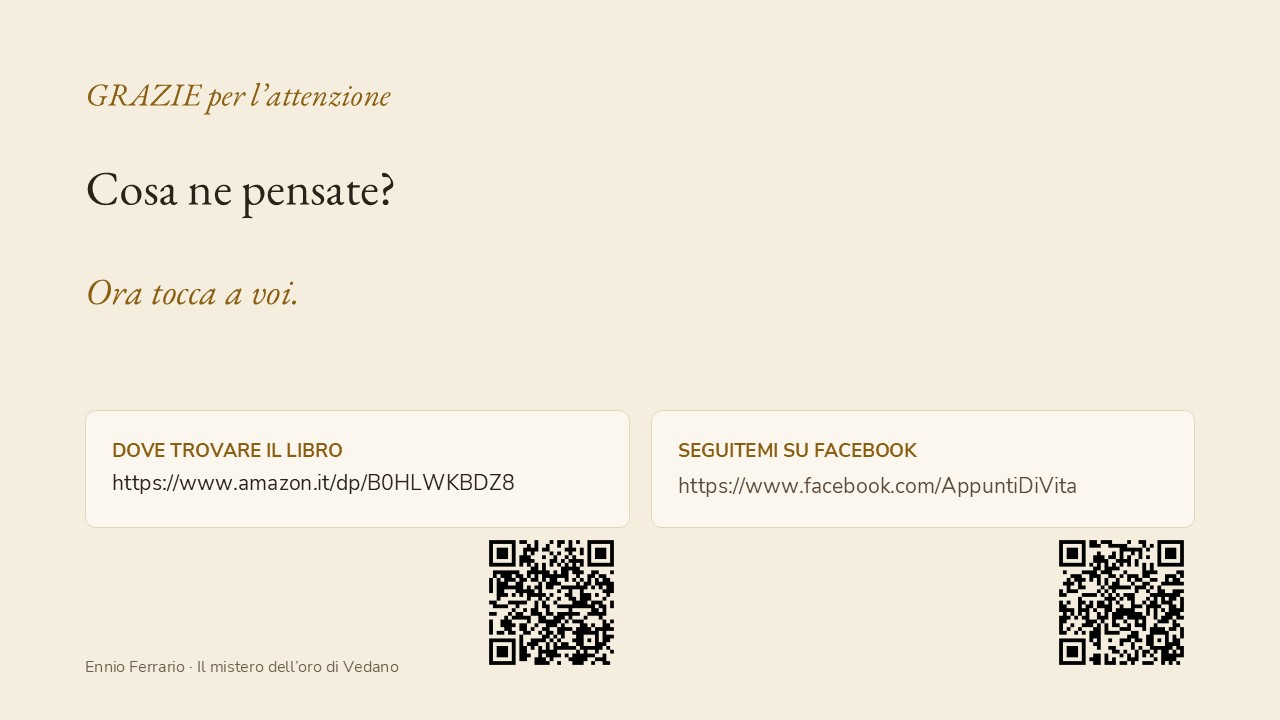 GRAZIE per l’attenzione
Cosa ne pensate?
Ora tocca a voi.
DOVE TROVARE IL LIBRO
https://www.amazon.it/dp/B0HLWKBDZ8
SEGUITEMI SU FACEBOOK
https://www.facebook.com/AppuntiDiVita
Ennio Ferrario · Il mistero dell’oro di Vedano